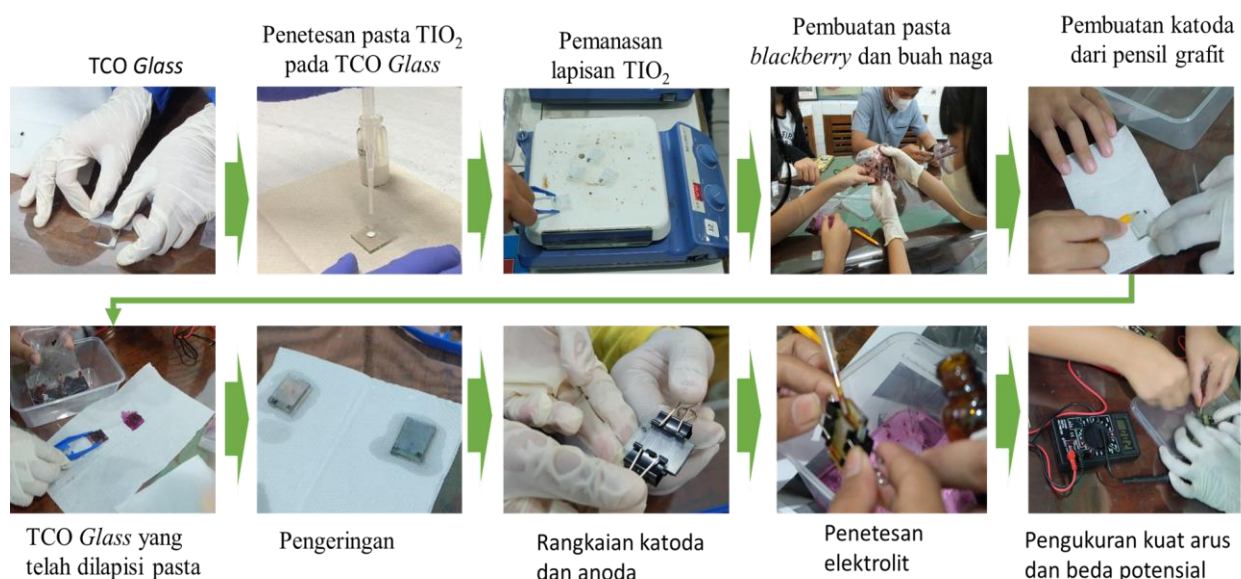 TCO Glass
Penetesan pasta TIO₂
pada TCO Glass
Pemanasan
lapisan TIO₂
Pembuatan pasta
blackberry dan buah naga
Pembuatan katoda
dari pensil grafit
TCO Glass yang
telah dilapisi pasta
Pengeringan
Rangkaian katoda
dan anoda
Penetesan
elektrolit
Pengukuran kuat arus
dan beda potensial